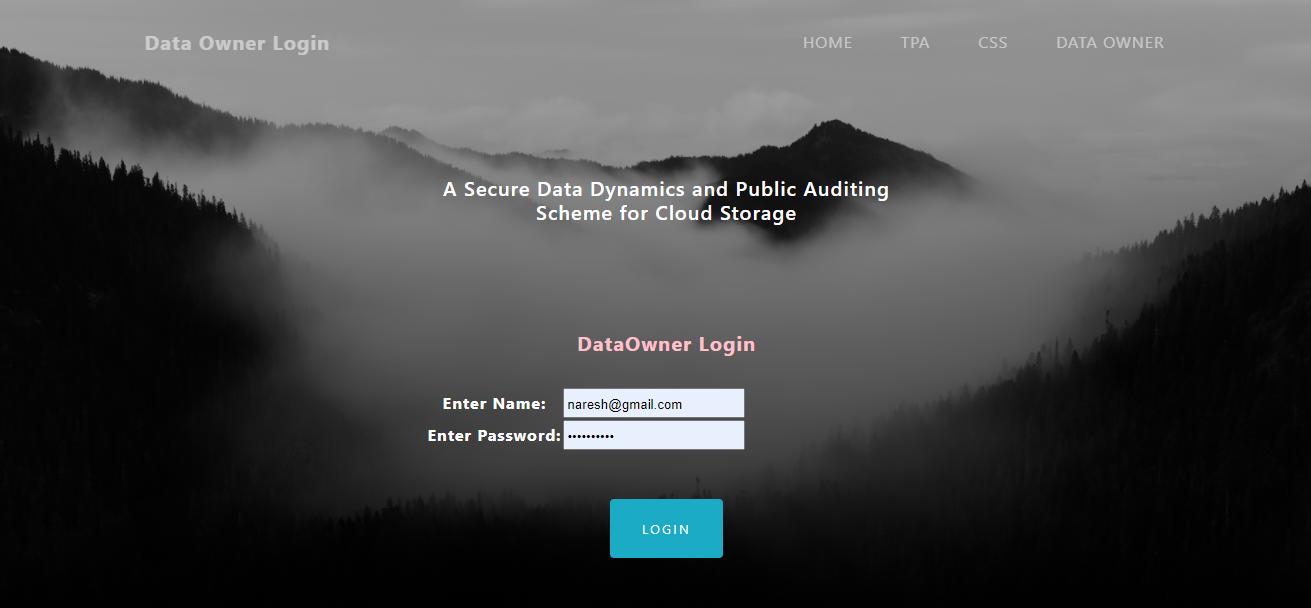 Data Owner Login
HOME TPA CSS DATA OWNER
A Secure Data Dynamics and Public Auditing
Scheme for Cloud Storage
DataOwner Login
Enter Name: naresh@gmail.com
Enter Password: ••••••••••
LOGIN